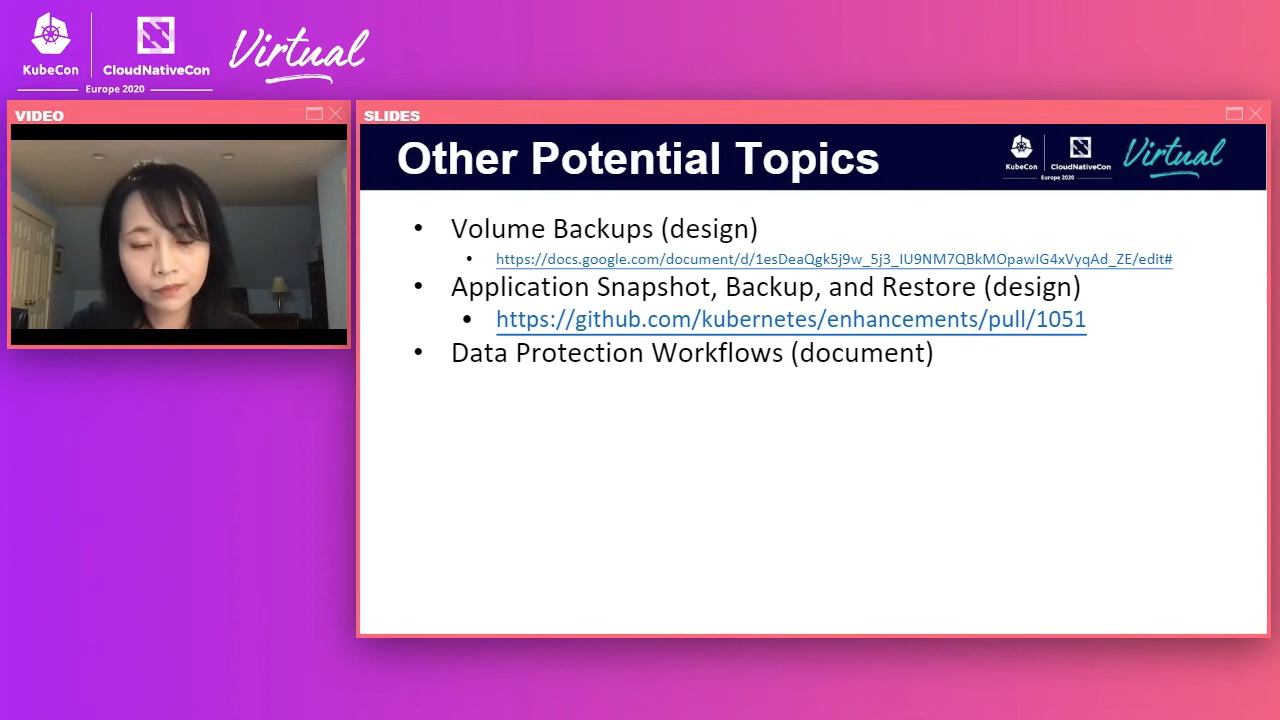 KubeCon
CloudNativeCon
Europe 2020
Virtual
VIDEO
SLIDES
Other Potential Topics
KubeCon
CloudNativeCon
Europe 2020
Virtual
• Volume Backups (design)
• https://docs.google.com/document/d/1esDeaQgk5j9w_5j3_IU9NM7QBkMOpawIG4xVyqAd_ZE/edit#
• Application Snapshot, Backup, and Restore (design)
• https://github.com/kubernetes/enhancements/pull/1051
• Data Protection Workflows (document)